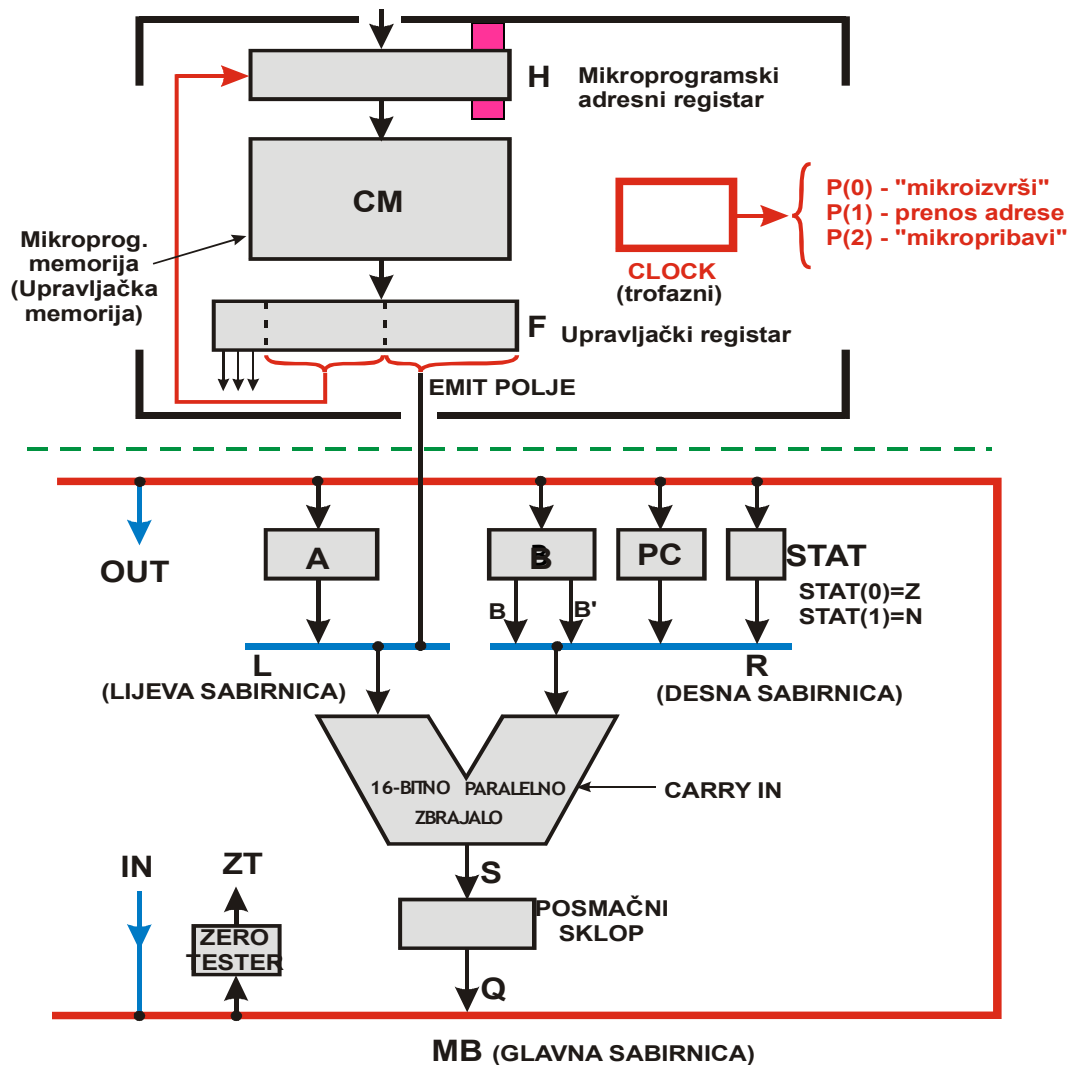 H
Mikroprogramski
adresni registar
CM
Mikroprog.
memorija
(Upravljačka
memorija)
P(0) - "mikroizvrši"
P(1) - prenos adrese
P(2) - "mikropribavi"
CLOCK
(trofazni)
F
Upravljački registar
EMIT POLJE
OUT
A
B
PC
STAT
STAT(0)=Z
STAT(1)=N
B
B'
L
(LIJEVA SABIRNICA)
R
(DESNA SABIRNICA)
16-BITNO PARALELNO
ZBRAJALO
CARRY IN
S
POSMAČNI
SKLOP
IN
ZT
ZERO
TESTER
Q
MB (GLAVNA SABIRNICA)